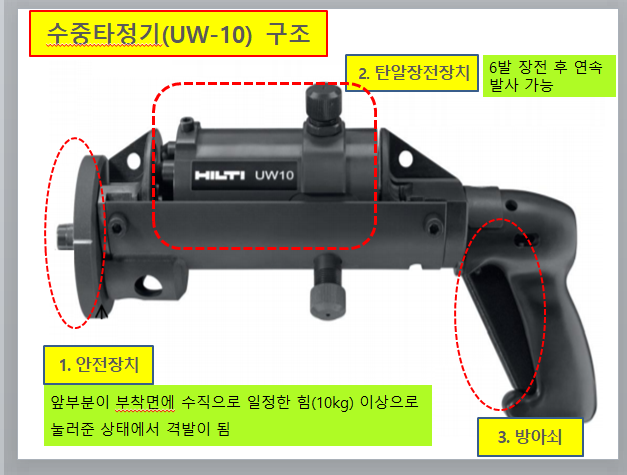 수중타정기(UW-10) 구조
2. 탄알장전장치
6발 장전 후 연속
발사 가능
HILTI UW10
1. 안전장치
앞부분이 부착면에 수직으로 일정한 힘(10kg) 이상으로
눌러준 상태에서 격발이 됨
3. 방아쇠